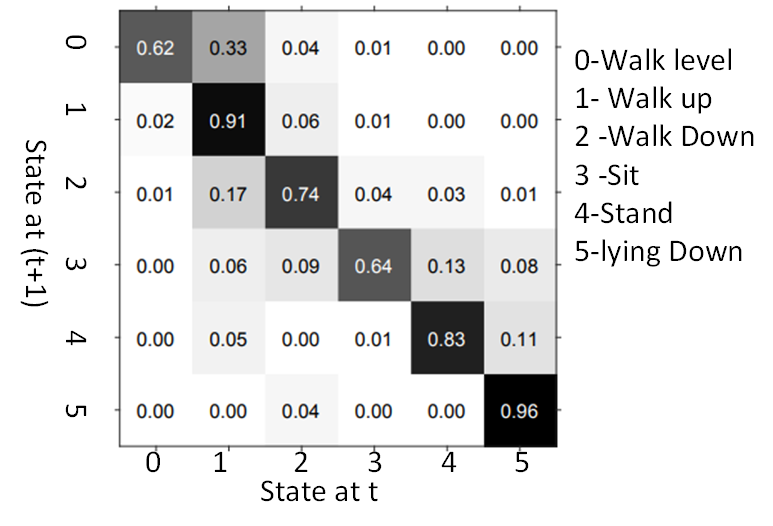 0 0.62 0.33 0.04 0.01 0.00 0.00
1 0.02 0.91 0.06 0.01 0.00 0.00
2 0.01 0.17 0.74 0.04 0.03 0.01
3 0.00 0.06 0.09 0.64 0.13 0.08
4 0.00 0.05 0.00 0.01 0.83 0.11
5 0.00 0.00 0.04 0.00 0.00 0.96
0 1 2 3 4 5
State at t
State at (t+1)
0-Walk level
1- Walk up
2 -Walk Down
3 -Sit
4-Stand
5-lying Down